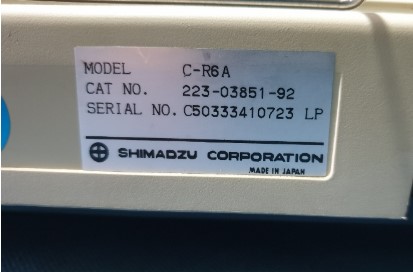 MODEL C-R6A
CAT NO. 223-03851-92
SERIAL NO. C50333410723 LP
SHIMADZU CORPORATION
MADE IN JAPAN